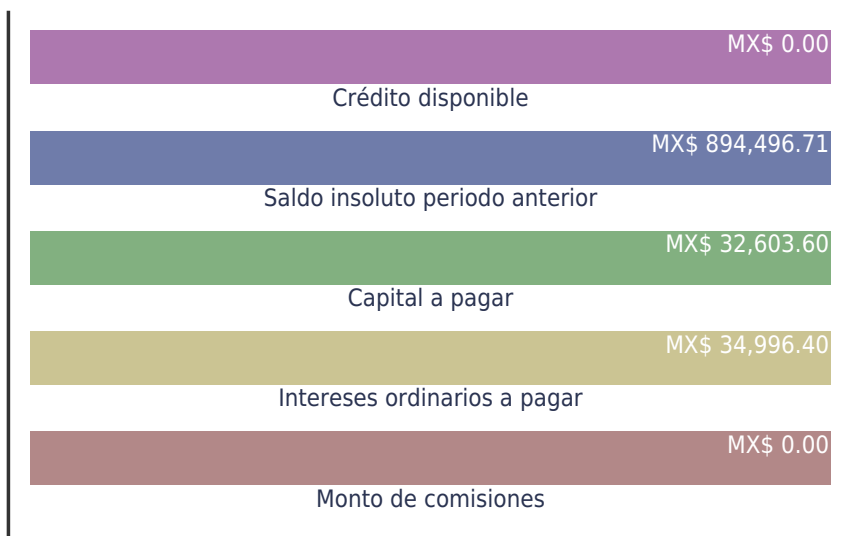 MX$ 0.00
Crédito disponible
MX$ 894,496.71
Saldo insoluto periodo anterior
MX$ 32,603.60
Capital a pagar
MX$ 34,996.40
Intereses ordinarios a pagar
MX$ 0.00
Monto de comisiones